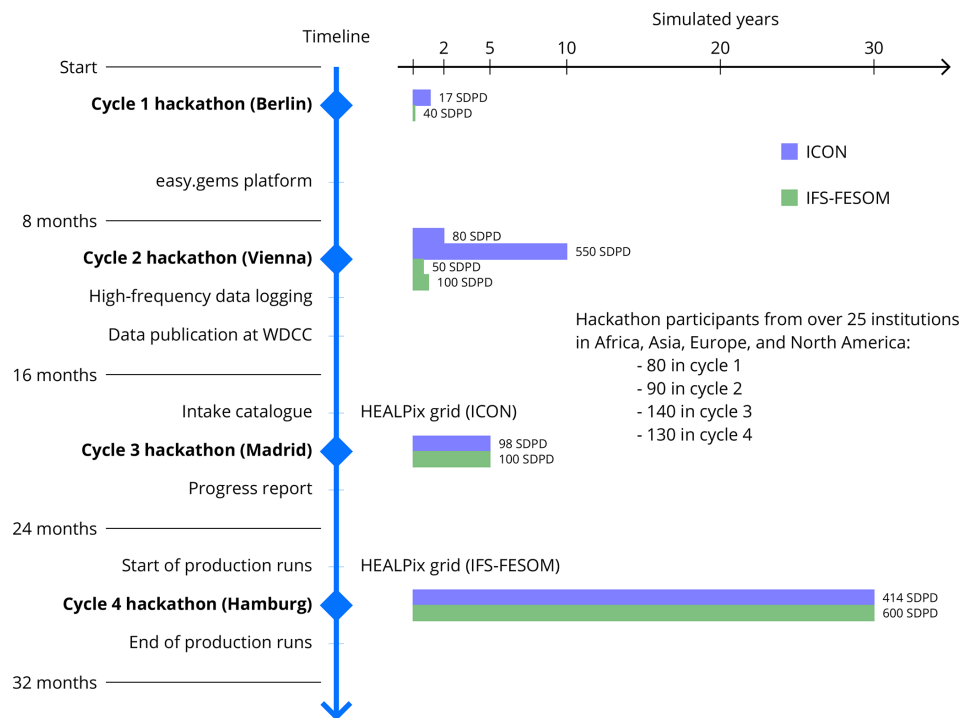 Simulated years
Timeline
2 5 10 20 30
Start
Cycle 1 hackathon (Berlin)
17 SDPD
40 SDPD
ICON
easy.gems platform
IFS-FESOM
8 months
80 SDPD
550 SDPD
Cycle 2 hackathon (Vienna)
50 SDPD
100 SDPD
High-frequency data logging
Data publication at WDCC
Hackathon participants from over 25 institutions
in Africa, Asia, Europe, and North America:
- 80 in cycle 1
- 90 in cycle 2
- 140 in cycle 3
- 130 in cycle 4
16 months
Intake catalogue
HEALPix grid (ICON)
Cycle 3 hackathon (Madrid)
98 SDPD
100 SDPD
Progress report
24 months
Start of production runs
HEALPix grid (IFS-FESOM)
Cycle 4 hackathon (Hamburg)
414 SDPD
600 SDPD
End of production runs
32 months